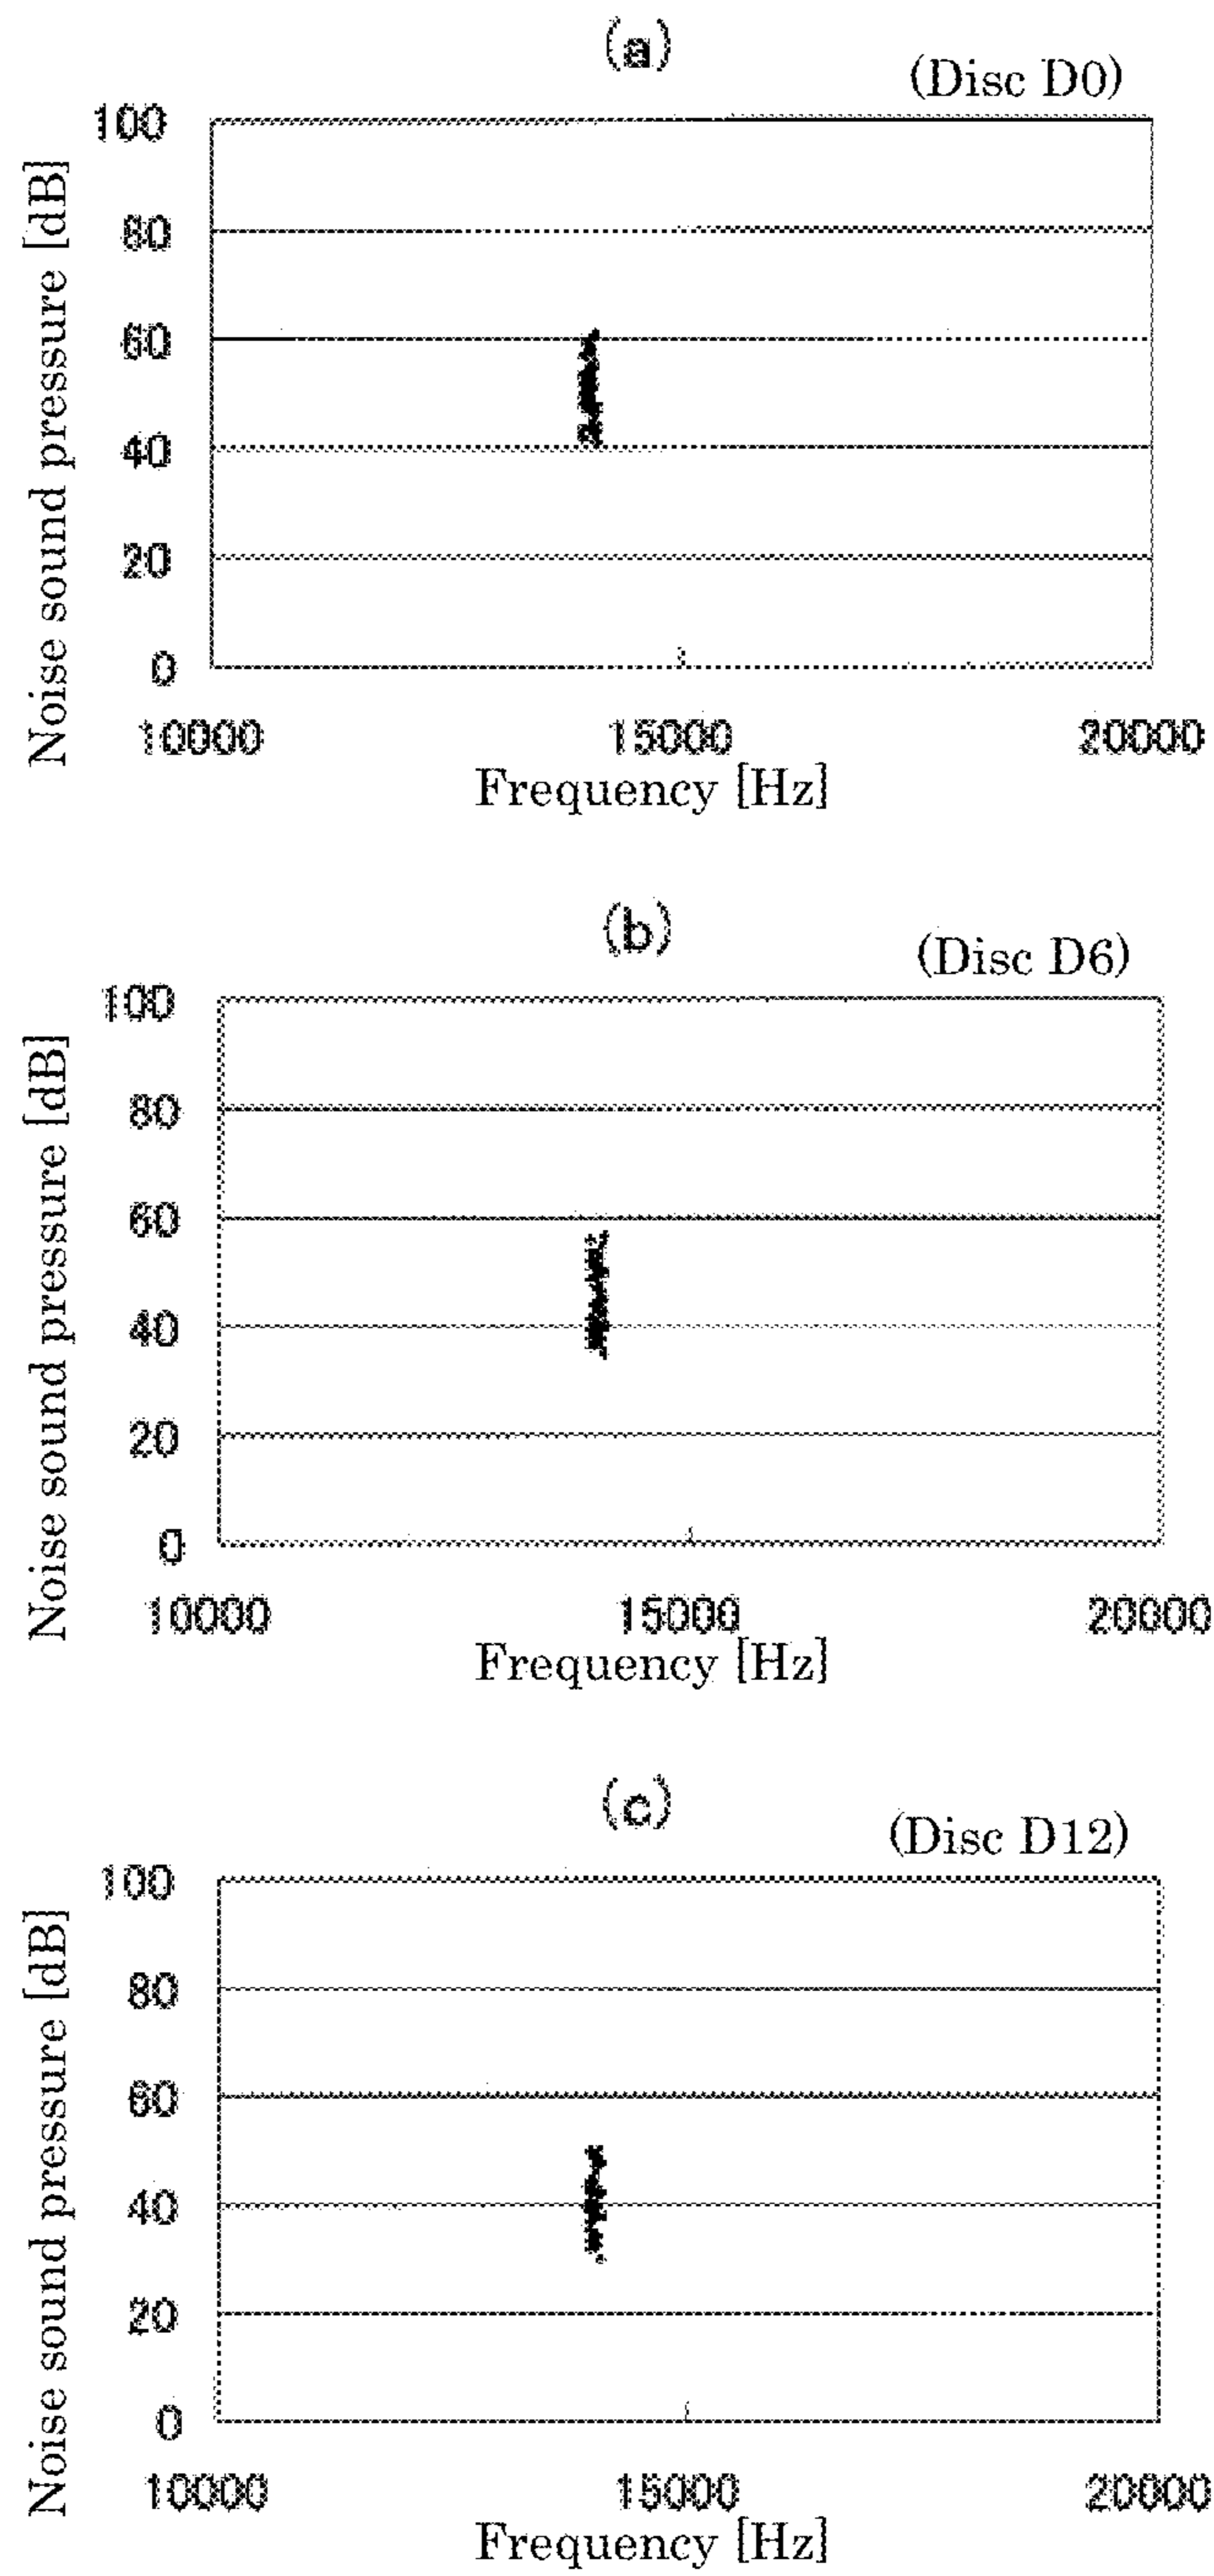 (a)
(Disc D0)
Noise sound pressure [dB]
100
80
60
40
20
0
10000 15000 20000
Frequency [Hz]
(b)
(Disc D6)
Noise sound pressure [dB]
100
80
60
40
20
0
10000 15000 20000
Frequency [Hz]
(c)
(Disc D12)
Noise sound pressure [dB]
100
80
60
40
20
0
10000 15000 20000
Frequency [Hz]